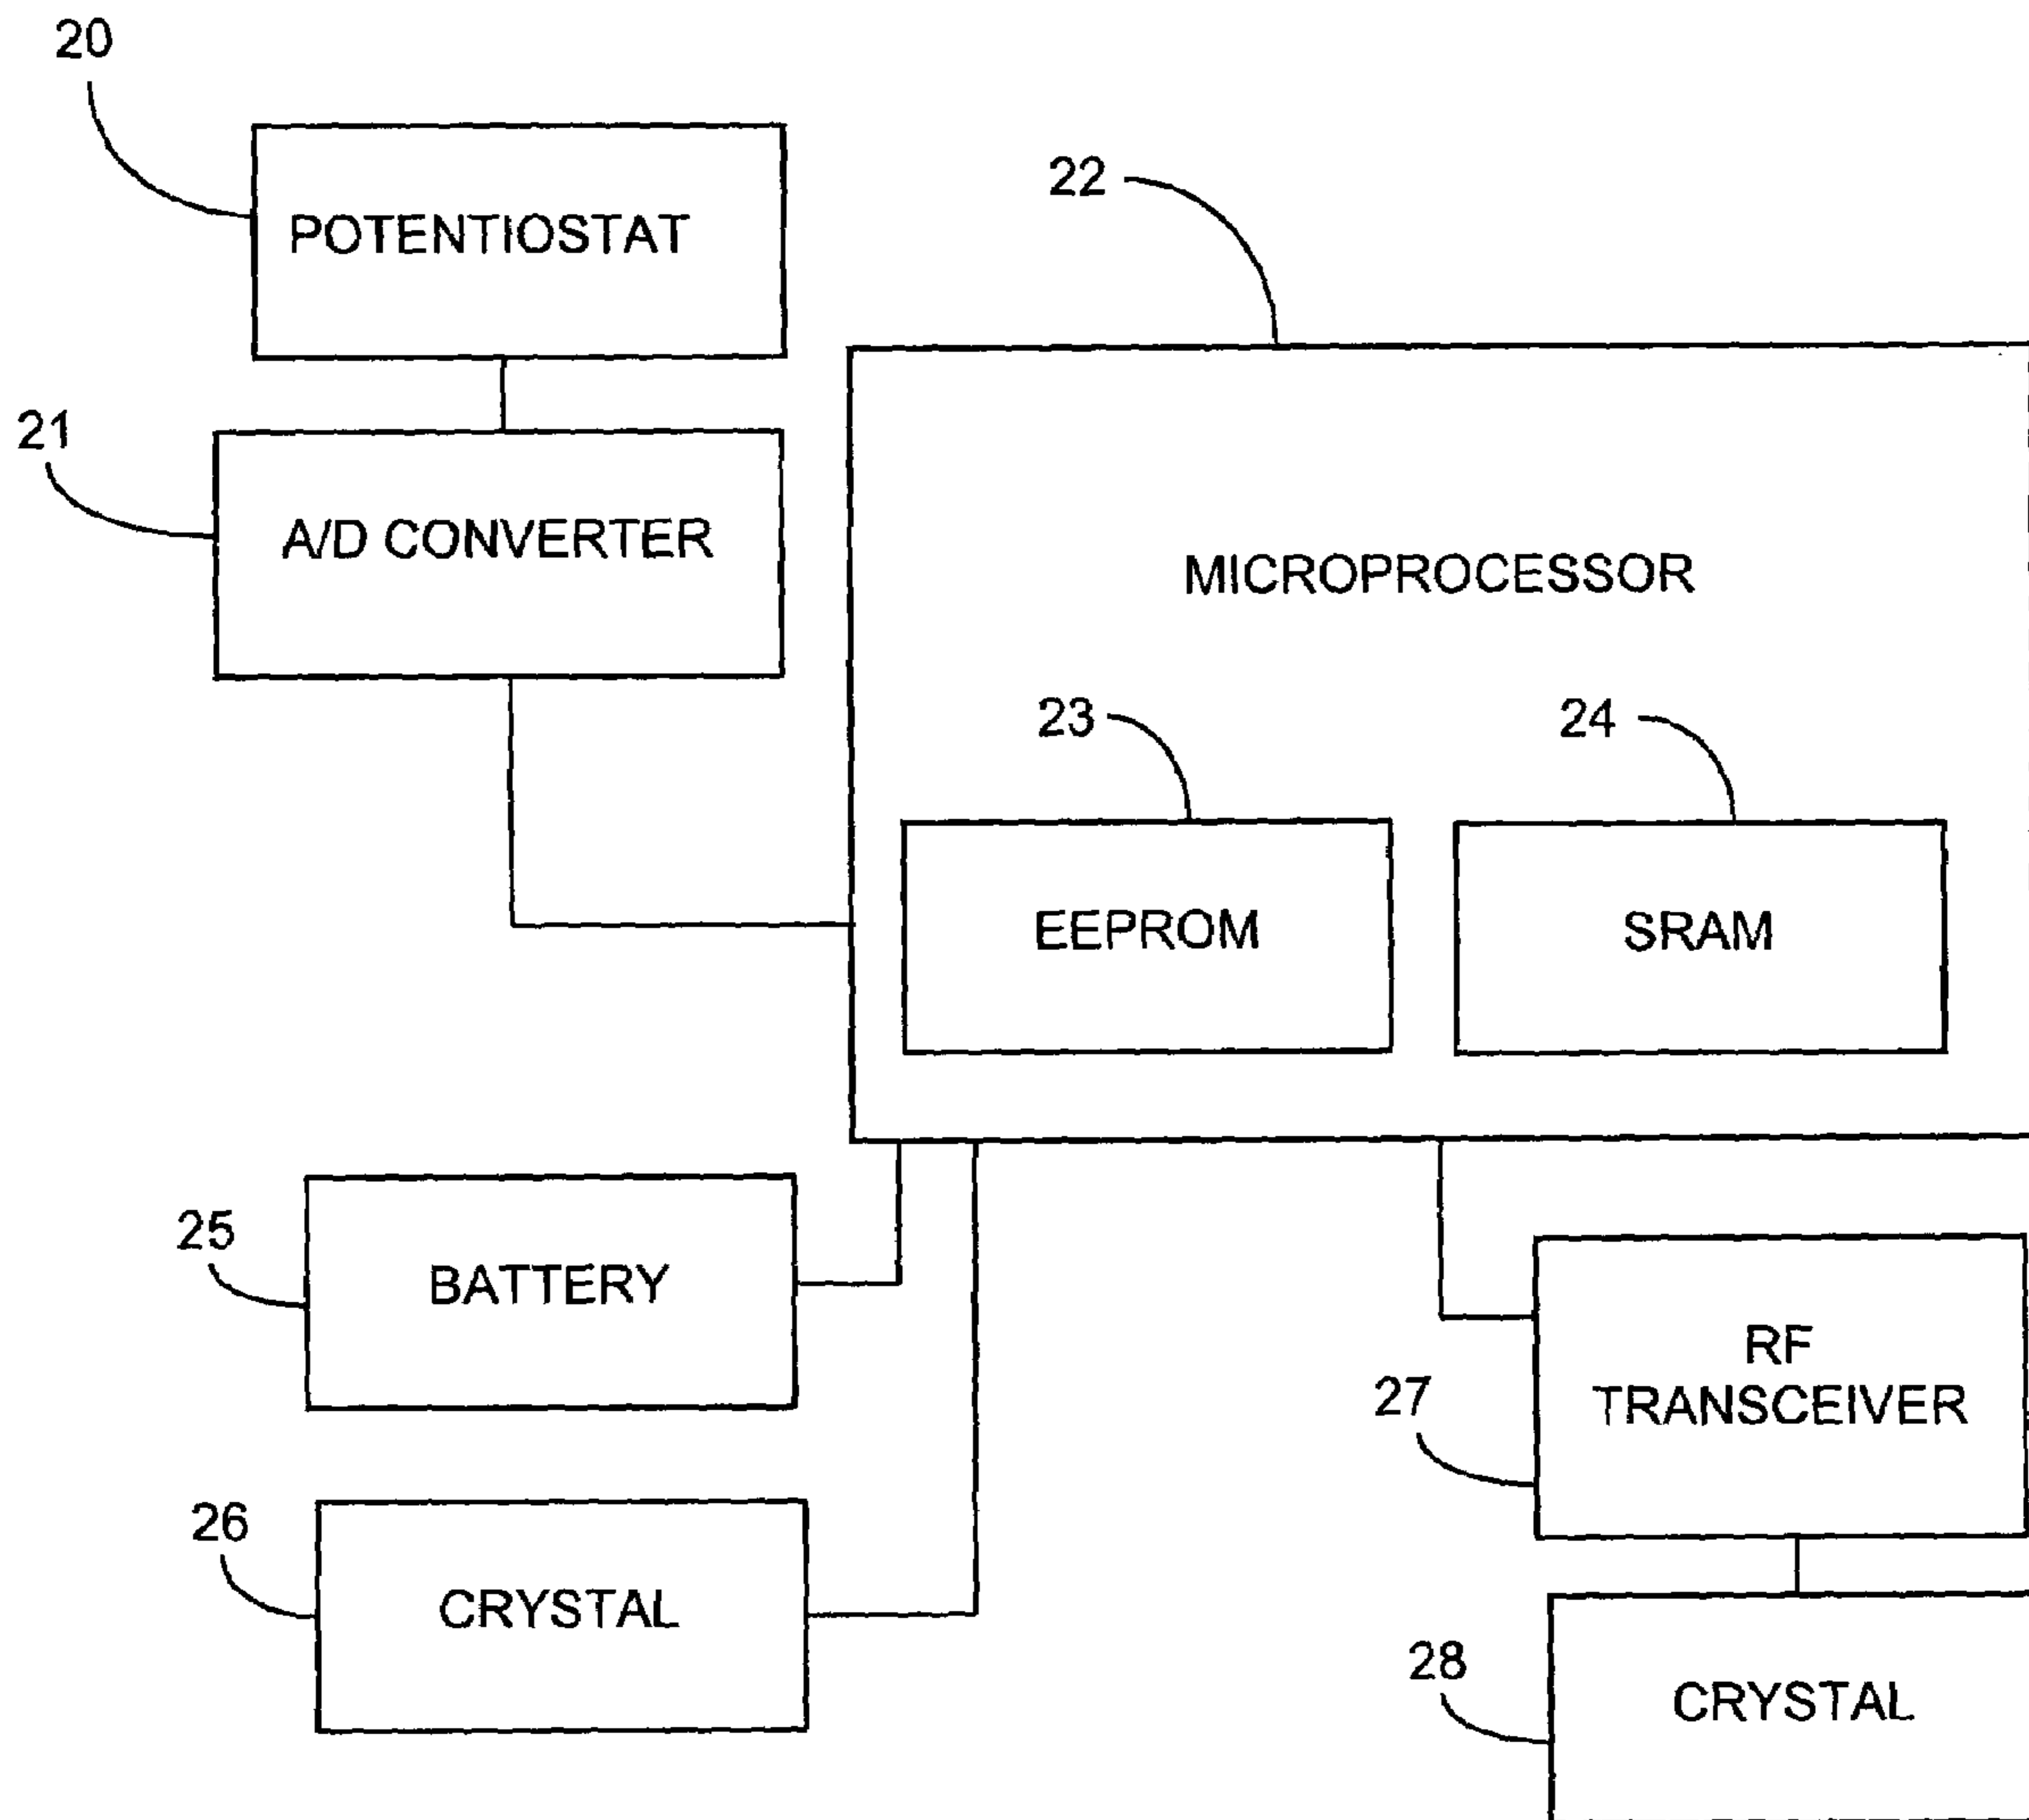 20
POTENTIOSTAT
22
21
A/D CONVERTER
MICROPROCESSOR
23
24
EEPROM
SRAM
25
BATTERY
RF
TRANSCEIVER
27
26
CRYSTAL
28
CRYSTAL